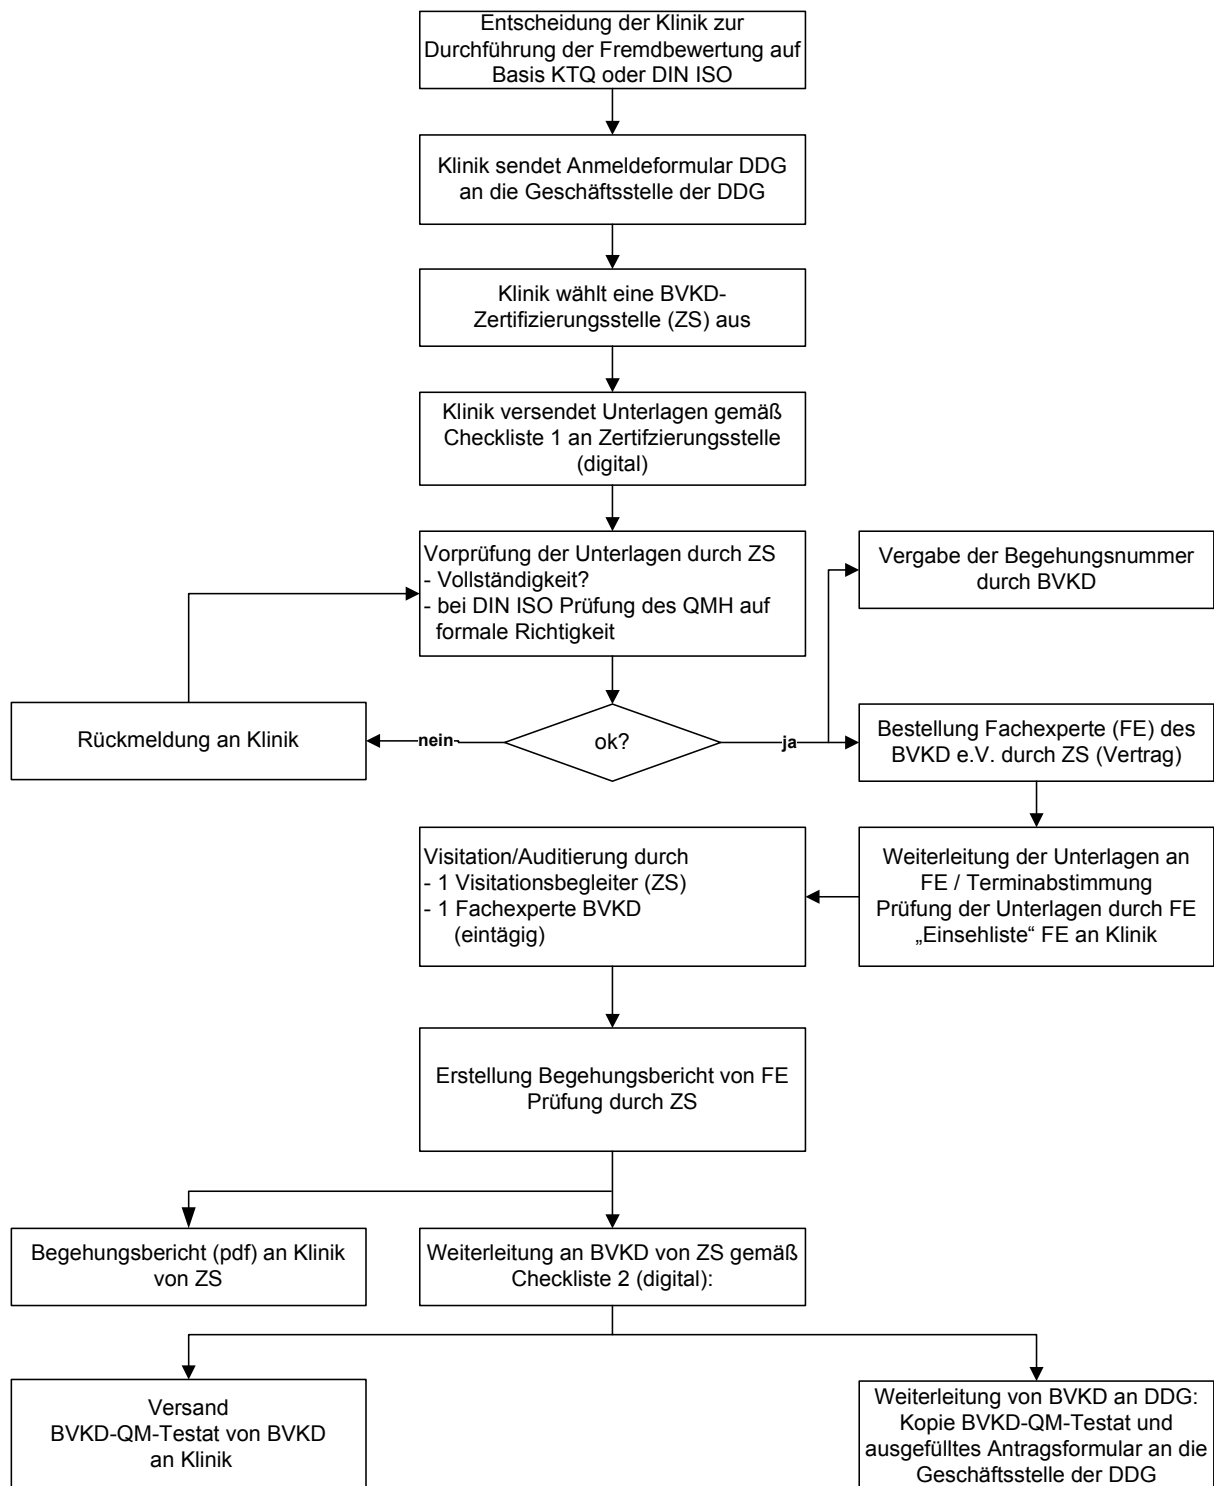 Entscheidung der Klinik zur
Durchführung der Fremdbewertung auf
Basis KTQ oder DIN ISO
Klinik sendet Anmeldeformular DDG
an die Geschäftsstelle der DDG
Klinik wählt eine BVKD-
Zertifizierungsstelle (ZS) aus
Klinik versendet Unterlagen gemäß
Checkliste 1 an Zertifzierungsstelle
(digital)
Vorprüfung der Unterlagen durch ZS
- Vollständigkeit?
- bei DIN ISO Prüfung des QMH auf
formale Richtigkeit
Vergabe der Begehungsnummer
durch BVKD
Rückmeldung an Klinik
nein
ok?
ja
Bestellung Fachexperte (FE) des
BVKD e.V. durch ZS (Vertrag)
Visitation/Auditierung durch
- 1 Visitationsbegleiter (ZS)
- 1 Fachexperte BVKD
(eintägig)
Weiterleitung der Unterlagen an
FE / Terminabstimmung
Prüfung der Unterlagen durch FE
„Einsehliste“ FE an Klinik
Erstellung Begehungsbericht von FE
Prüfung durch ZS
Begehungsbericht (pdf) an Klinik
von ZS
Weiterleitung an BVKD von ZS gemäß
Checkliste 2 (digital):
Versand
BVKD-QM-Testat von BVKD
an Klinik
Weiterleitung von BVKD an DDG:
Kopie BVKD-QM-Testat und
ausgefülltes Antragsformular an die
Geschäftsstelle der DDG